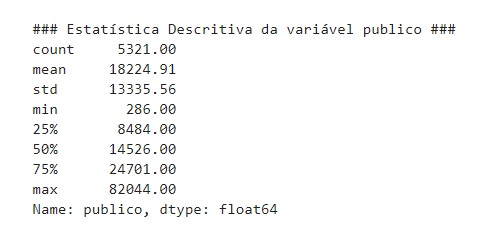 ### Estatística Descritiva da variável publico ###
count     5321.00
mean     18224.91
std      13335.56
min        286.00
25%       8484.00
50%      14526.00
75%      24701.00
max      82044.00
Name: publico, dtype: float64